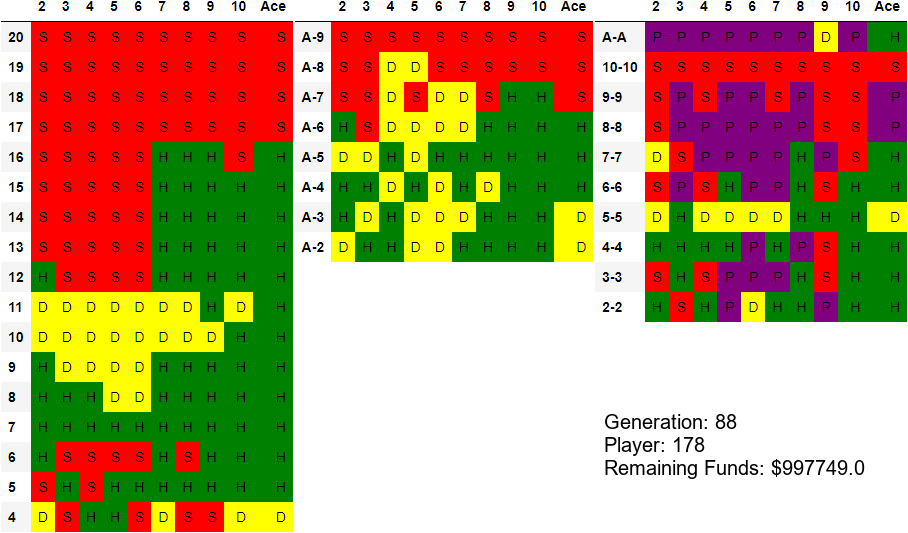 2 3 4 5 6 7 8 9 10 Ace
20 S S S S S S S S S S
19 S S S S S S S S S S
18 S S S S S S S S S S
17 S S S S S S S S S S
16 S S S S S H H H S H
15 S S S S S H H H H H
14 S S S S S H H H H H
13 S S S S S H H H H H
12 H S S S S H H H H H
11 D D D D D D D H D H
10 D D D D D D D D H H
9 H D D D D H H H H H
8 H H H D D H H H H H
7 H H H H H H H H H H
6 H S S S S H S H H H
5 S H S H H H H H H H
4 D S H H S D S S D D
2 3 4 5 6 7 8 9 10 Ace
A-9 S S S S S S S S S S
A-8 S S D D S S S S S S
A-7 S S D S D D S H H S
A-6 H S D D D D H H H H
A-5 D D H D H H H H H H
A-4 H H D H D H D H H H
A-3 H D H D D D H H H D
A-2 D H H D D H H H H D
2 3 4 5 6 7 8 9 10 Ace
A-A P P P P P P P D P H
10-10 S S S S S S S S S S
9-9 S P S P P S P S S P
8-8 S P P P P P P S S P
7-7 D S P P P P H P S H
6-6 S P S H P P H S H H
5-5 D H D D D D H H H D
4-4 H H H H P H P S H H
3-3 S H S P P P H S H H
2-2 H S H P D H H P H H
Generation: 88
Player: 178
Remaining Funds: $997749.0